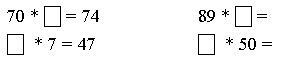 70 * □ = 74 89 * □ =
□ * 7 = 47 □ * 50 =